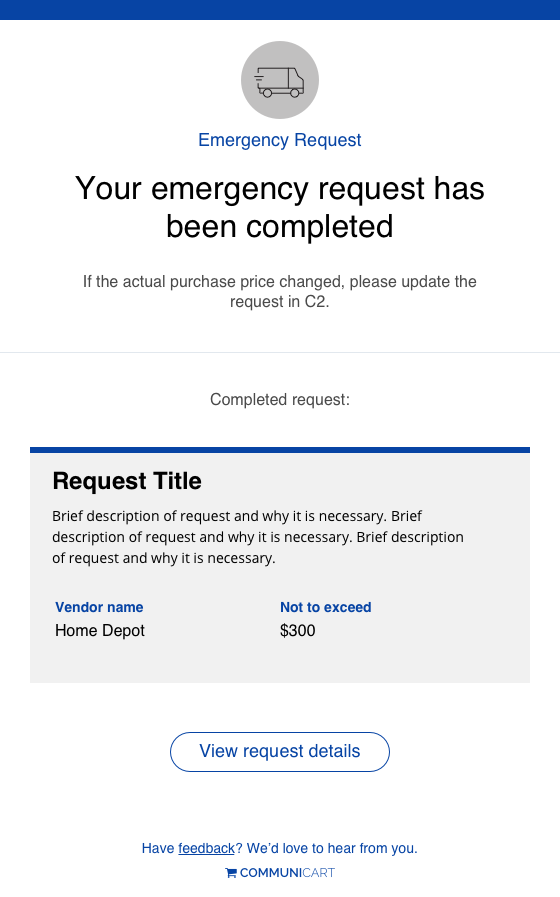 Emergency Request
Your emergency request has
been completed
If the actual purchase price changed, please update the
request in C2.
Completed request:
Request Title
Brief description of request and why it is necessary. Brief
description of request and why it is necessary. Brief description
of request and why it is necessary.
Vendor name
Home Depot
Not to exceed
$300
View request details
Have feedback? We’d love to hear from you.
COMMUNICART